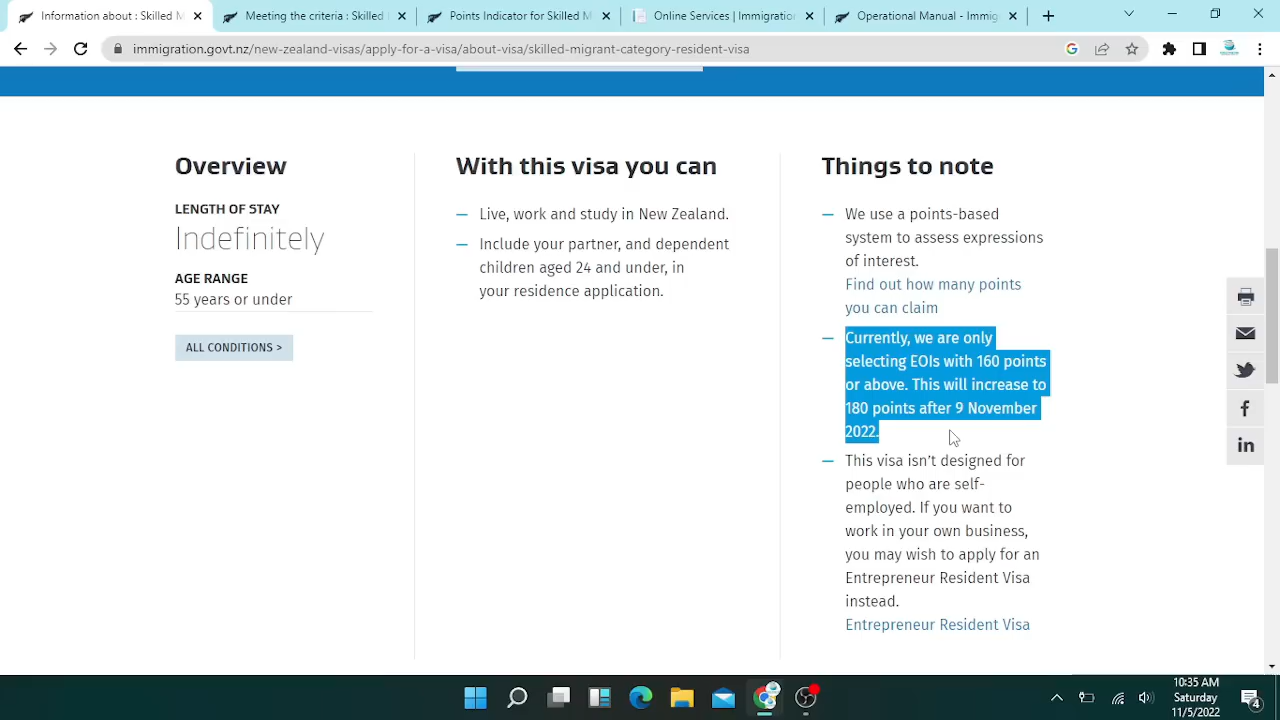 Information about : Skilled M
Meeting the criteria : Skilled
Points Indicator for Skilled M
Online Services | Immigration
Operational Manual - Immig
immigration.govt.nz/new-zealand-visas/apply-for-a-visa/about-visa/skilled-migrant-category-resident-visa
Overview
LENGTH OF STAY
Indefinitely
AGE RANGE
55 years or under
ALL CONDITIONS >
With this visa you can
Live, work and study in New Zealand.
Include your partner, and dependent
children aged 24 and under, in
your residence application.
Things to note
We use a points-based
system to assess expressions
of interest.
Find out how many points
you can claim
Currently, we are only
selecting EOIs with 160 points
or above. This will increase to
180 points after 9 November
2022.
This visa isn't designed for
people who are self-
employed. If you want to
work in your own business,
you may wish to apply for an
Entrepreneur Resident Visa
instead.
Entrepreneur Resident Visa
10:35 AM
Saturday
11/5/2022
4